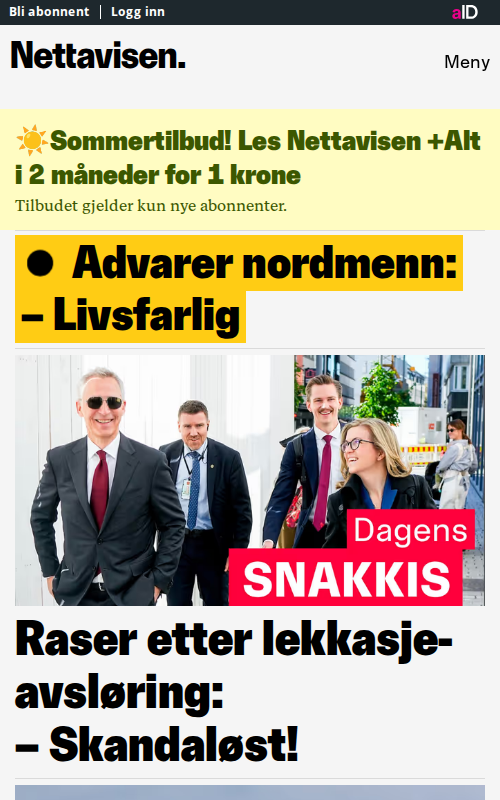 Bli abonnent | Logg inn
aID
Nettavisen.
Meny
☀️Sommertilbud! Les Nettavisen +Alt
i 2 måneder for 1 krone
Tilbudet gjelder kun nye abonnenter.
● Advarer nordmenn:
– Livsfarlig
Dagens
SNAKKIS
Raser etter lekkasje-
avsløring:
– Skandaløst!